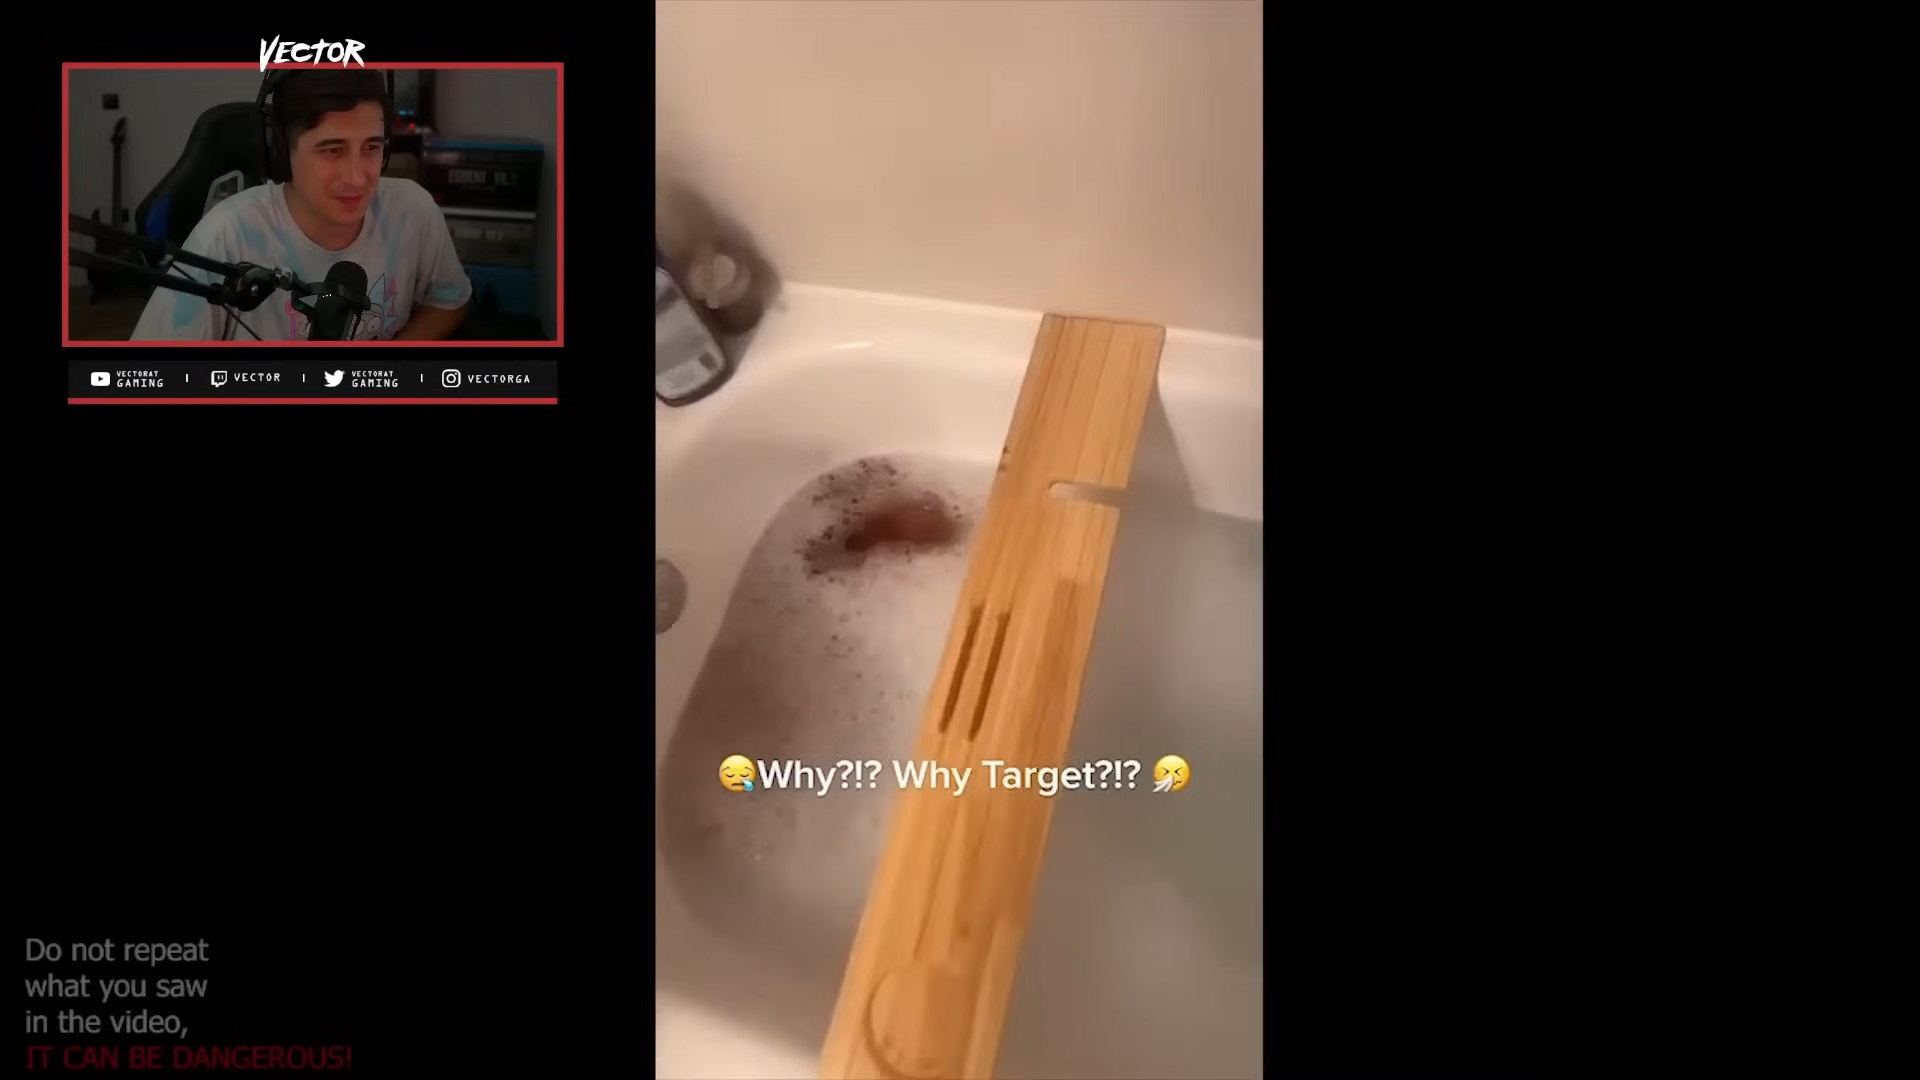 VECTOR
VECTORAT
GAMING
VECTOR
VECTORAT
GAMING
VECTORGA
😪Why?!? Why Target?!? 🤧
Do not repeat
what you saw
in the video,
IT CAN BE DANGEROUS!